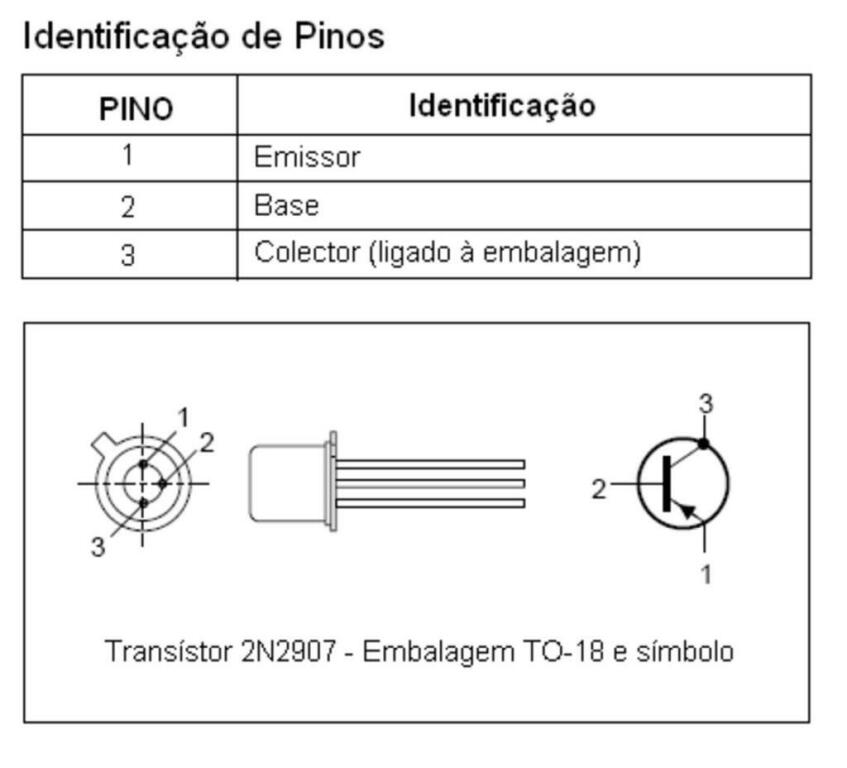 Identificação de Pinos
PINO Identificação
1 Emissor
2 Base
3 Colector (ligado à embalagem)
1
2
3
3
2
1
Transístor 2N2907 - Embalagem TO-18 e símbolo